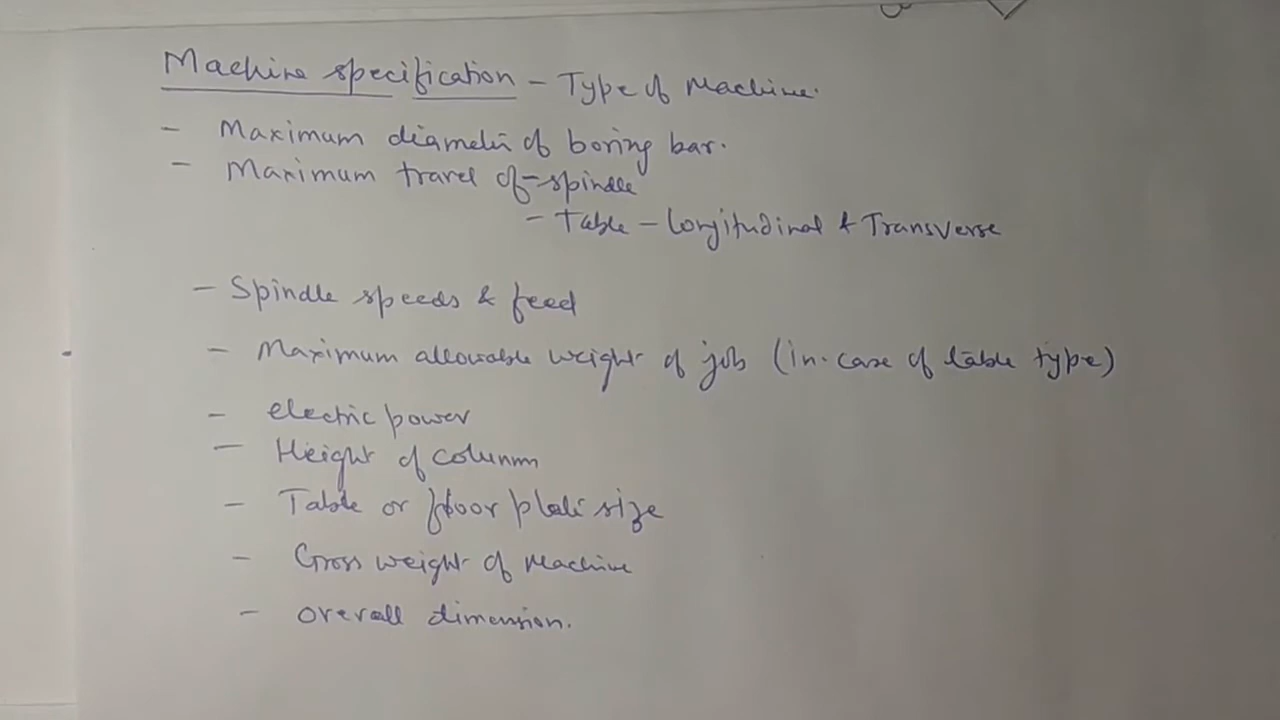 Machine specification - Type of Machine.
- Maximum diameter of boring bar.
- Maximum travel of - spindle
- Table - longitudinal & Transverse
- Spindle speeds & feed
- Maximum allowable weight of job (in case of table type)
- electric power
- Height of column
- Table or floor plate size
- Gross weight of Machine
- overall dimension.